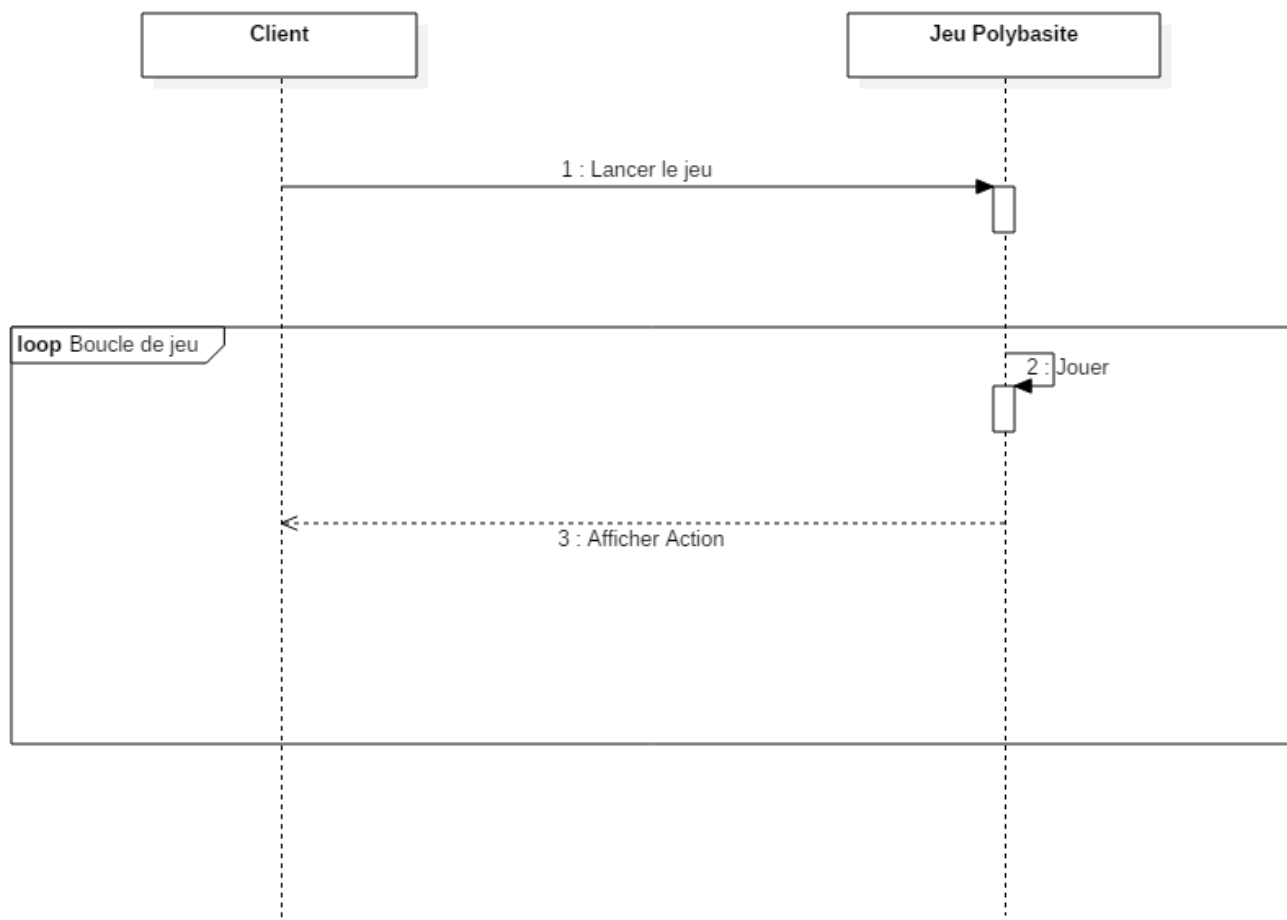 Client
Jeu Polybasite
1 : Lancer le jeu
loop Boucle de jeu
2 : Jouer
3 : Afficher Action